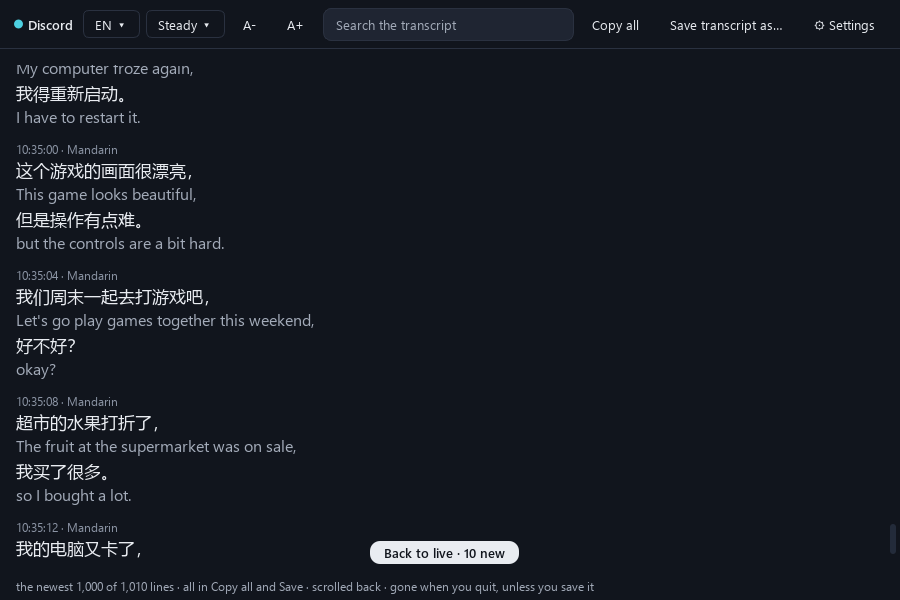 Discord EN ▾ Steady ▾ A- A+ Search the transcript Copy all Save transcript as... ⚙ Settings
My computer froze again,
我得重新启动。
I have to restart it.
10:35:00 · Mandarin
这个游戏的画面很漂亮，
This game looks beautiful,
但是操作有点难。
but the controls are a bit hard.
10:35:04 · Mandarin
我们周末一起去打游戏吧，
Let's go play games together this weekend,
好不好？
okay?
10:35:08 · Mandarin
超市的水果打折了，
The fruit at the supermarket was on sale,
我买了很多。
so I bought a lot.
10:35:12 · Mandarin
我的电脑又卡了，
Back to live · 10 new
the newest 1,000 of 1,010 lines · all in Copy all and Save · scrolled back · gone when you quit, unless you save it